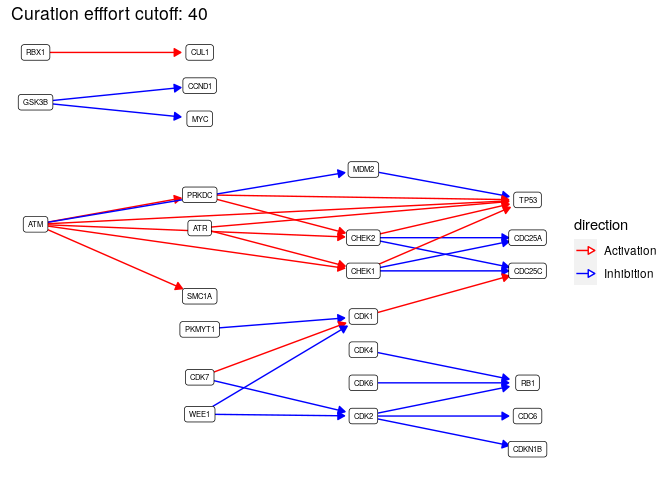 Curation efffort cutoff: 40
RBX1
CUL1
CCND1
GSK3B
MYC
MDM2
PRKDC
TP53
ATM
ATR
CHEK2
CDC25A
CHEK1
CDC25C
SMC1A
PKMYT1
CDK1
CDK4
CDK7
CDK6
RB1
WEE1
CDK2
CDC6
CDKN1B
direction
Activation
Inhibition